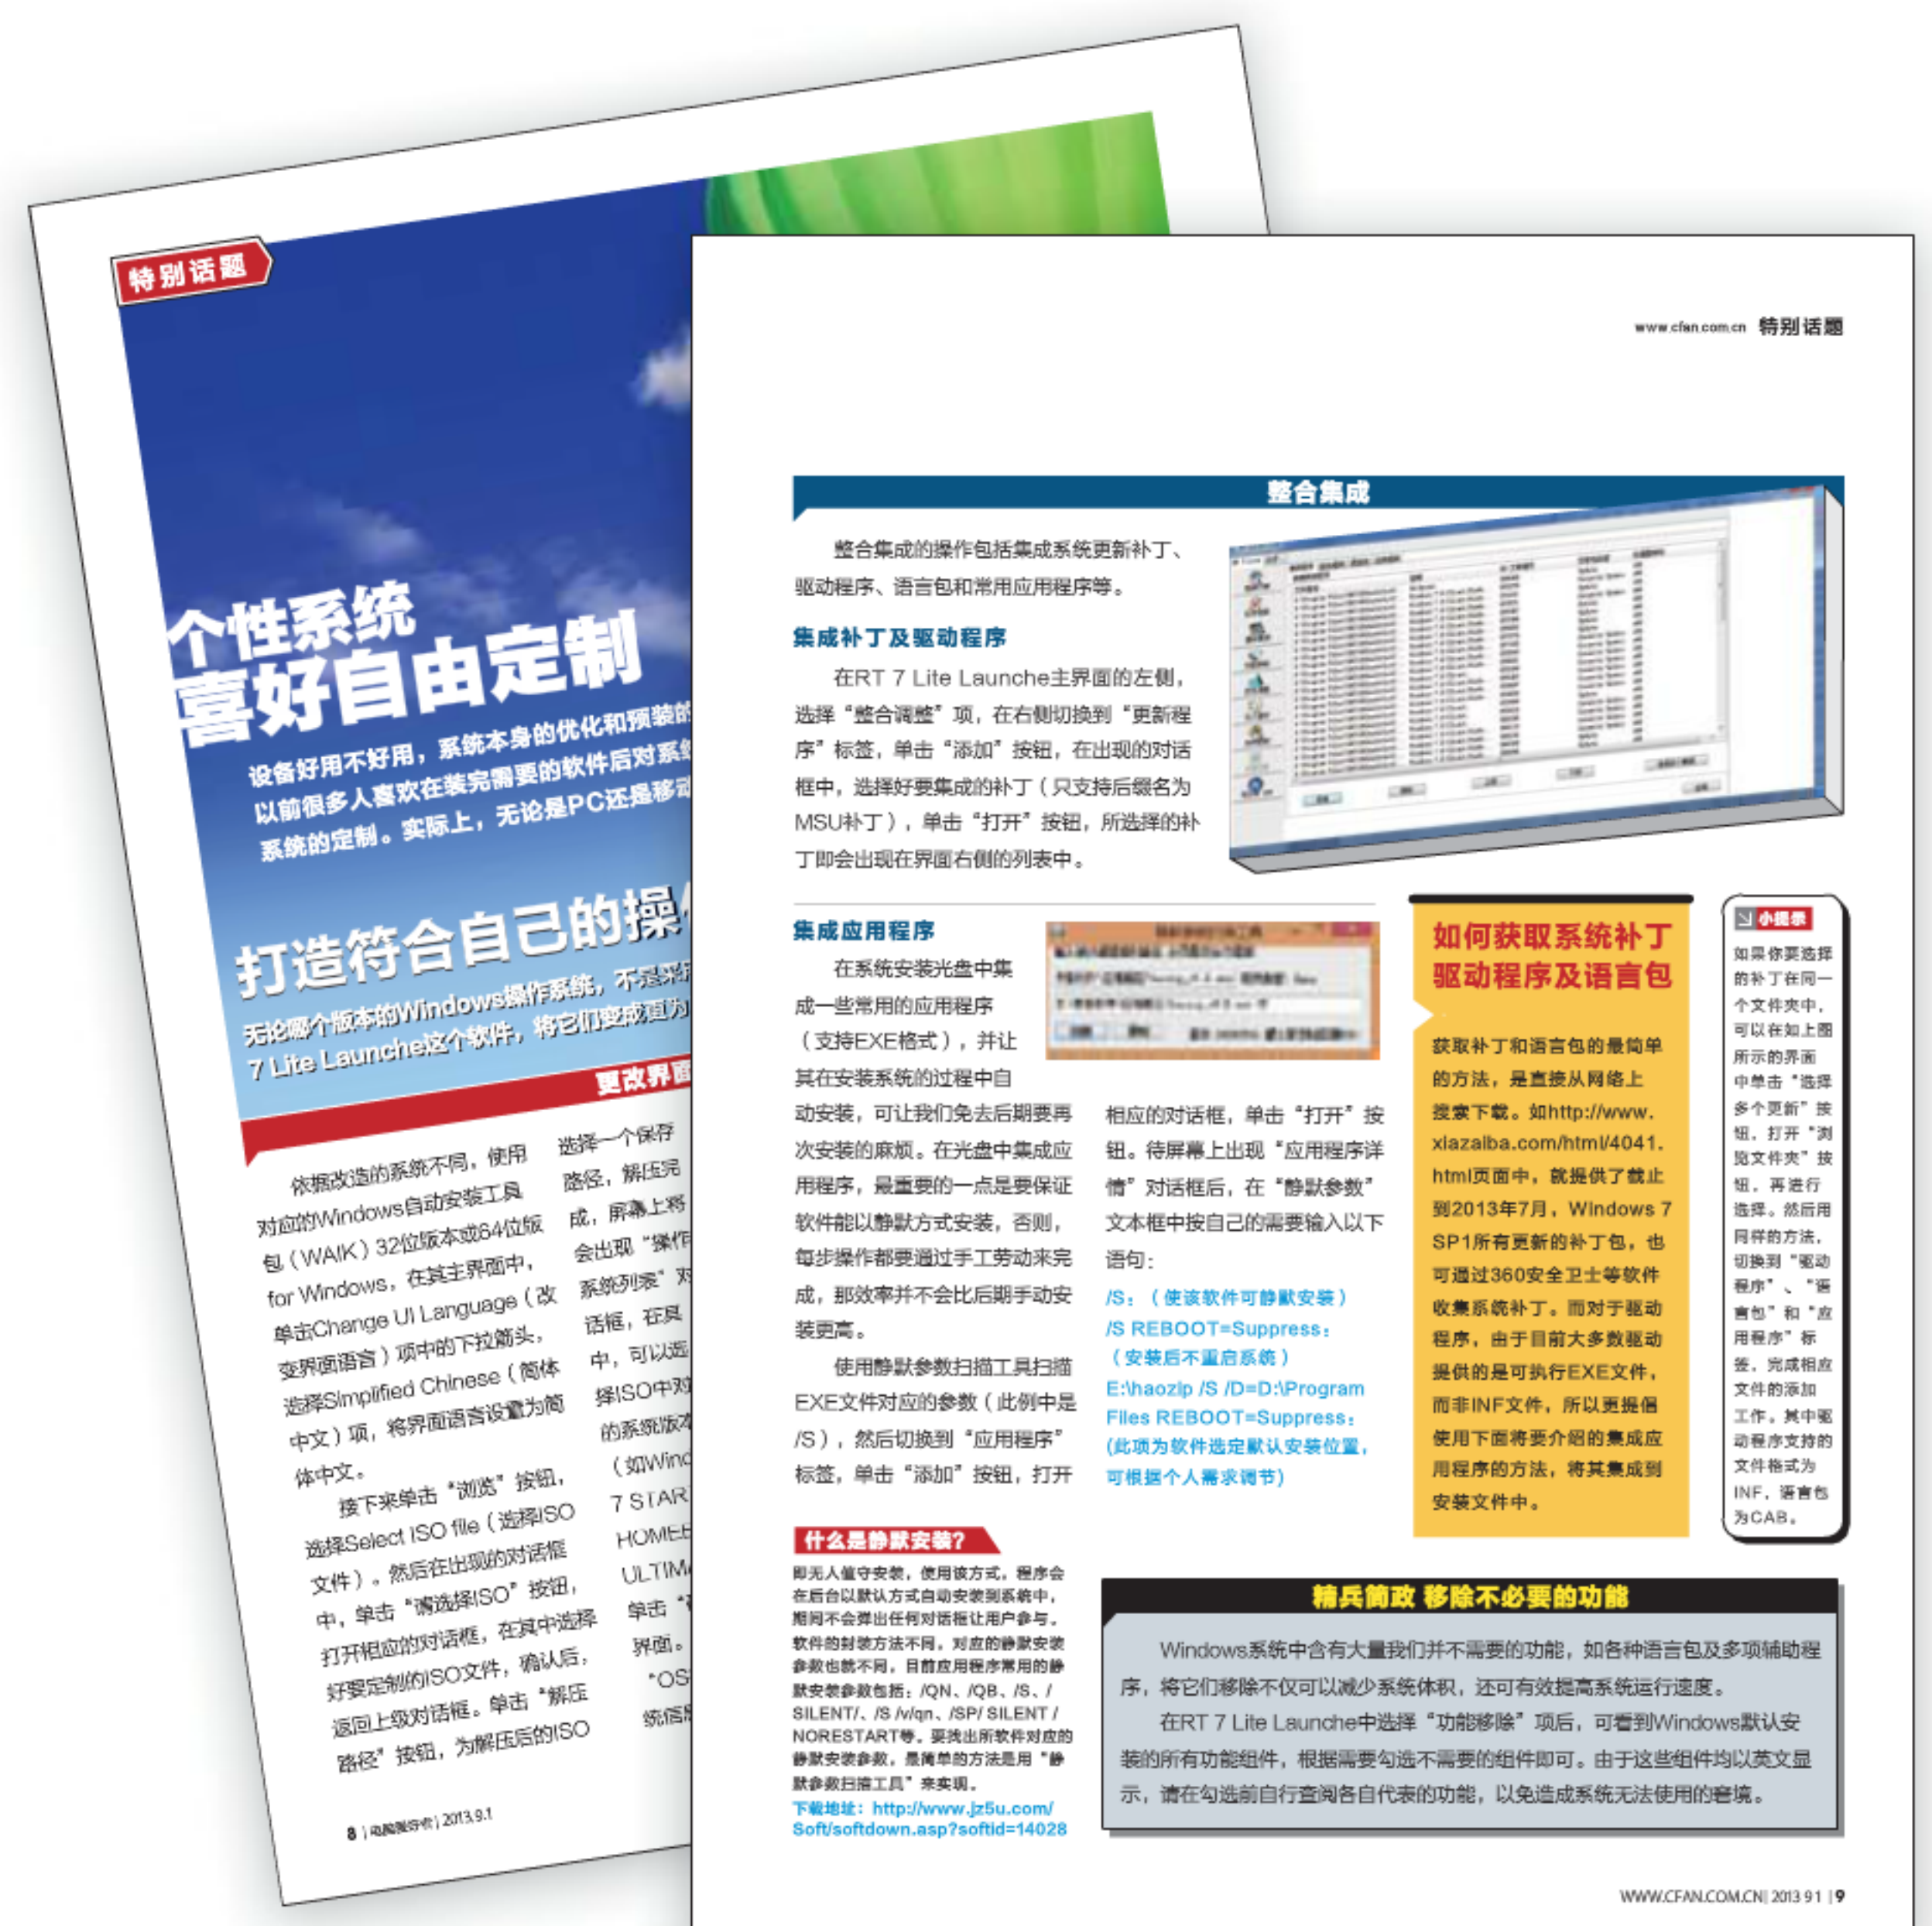 特别话题
个性系统
喜好自由定制
设备好用不好用，系统本身的优化和预装的
以前很多人喜欢在装完需要的软件后对系统
系统的定制。实际上，无论是PC还是移动
打造符合自己的操作
无论哪个版本的Windows操作系统，不是采用
7 Lite Launche这个软件，将它们变成更为
更改界面
依据改造的系统不同，使用
对应的Windows自动安装工具
包（WAIK）32位版本或64位版
for Windows，在其主界面中，
单击Change UI Language（改
变界面语言）项中的下拉箭头，
选择Simplified Chinese（简体
中文）项，将界面语言设置为简
体中文。
接下来单击“浏览”按钮，
选择Select ISO file（选择ISO
文件）。然后在出现的对话框
中，单击“请选择ISO”按钮，
打开相应的对话框，在其中选择
好要定制的ISO文件，确认后，
返回上级对话框。单击“解压
路径”按钮，为解压后的ISO
选择一个保存
路径，解压完
成，屏幕上将
会出现“操作
系统列表”对
话框，在其
中，可以选
择ISO中对
的系统版本
（如Wind
7 START
HOMEE
ULTIMA
单击“
界面。
“OS
统信息
8 | 电脑爱好者 | 2013.9.1
www.cfan.com.cn 特别话题
整合集成
整合集成的操作包括集成系统更新补丁、
驱动程序、语言包和常用应用程序等。
集成补丁及驱动程序
在RT 7 Lite Launche主界面的左侧，
选择“整合调整”项，在右侧切换到“更新程
序”标签，单击“添加”按钮，在出现的对话
框中，选择好要集成的补丁（只支持后缀名为
MSU补丁），单击“打开”按钮，所选择的补
丁即会出现在界面右侧的列表中。
集成应用程序
在系统安装光盘中集
成一些常用的应用程序
（支持EXE格式），并让
其在安装系统的过程中自
动安装，可让我们免去后期要再
次安装的麻烦。在光盘中集成应
用程序，最重要的一点是要保证
软件能以静默方式安装，否则，
每步操作都要通过手工劳动来完
成，那效率并不会比后期手动安
装更高。
使用静默参数扫描工具扫描
EXE文件对应的参数（此例中是
/S），然后切换到“应用程序”
标签，单击“添加”按钮，打开
相应的对话框，单击“打开”按
钮。待屏幕上出现“应用程序详
情”对话框后，在“静默参数”
文本框中按自己的需要输入以下
语句：
/S：（使该软件可静默安装）
/S REBOOT=Suppress：
（安装后不重启系统）
E:\haozip /S /D=D:\Program
Files REBOOT=Suppress：
(此项为软件选定默认安装位置，
可根据个人需求调节)
如何获取系统补丁
驱动程序及语言包
获取补丁和语言包的最简单
的方法，是直接从网络上
搜索下载。如http://www.
xiazaiba.com/html/4041.
html页面中，就提供了截止
到2013年7月，Windows 7
SP1所有更新的补丁包，也
可通过360安全卫士等软件
收集系统补丁。而对于驱动
程序，由于目前大多数驱动
提供的是可执行EXE文件，
而非INF文件，所以更提倡
使用下面将要介绍的集成应
用程序的方法，将其集成到
安装文件中。
小提示
如果你要选择
的补丁在同一
个文件夹中，
可以在如上图
所示的界面
中单击“选择
多个更新”按
钮，打开“浏
览文件夹”按
钮，再进行
选择。然后用
同样的方法，
切换到“驱动
程序”、“语
言包”和“应
用程序”标
签，完成相应
文件的添加
工作。其中驱
动程序支持的
文件格式为
INF，语言包
为CAB。
什么是静默安装？
即无人值守安装，使用该方式，程序会
在后台以默认方式自动安装到系统中，
期间不会弹出任何对话框让用户参与。
软件的封装方法不同，对应的静默安装
参数也就不同，目前应用程序常用的静
默安装参数包括：/QN、/QB、/S、/
SILENT/、/S /v/qn、/SP/ SILENT /
NORESTART等。要找出所软件对应的
静默安装参数，最简单的方法是用“静
默参数扫描工具”来实现。
下载地址：http://www.jz5u.com/
Soft/softdown.asp?softid=14028
精兵简政 移除不必要的功能
Windows系统中含有大量我们并不需要的功能，如各种语言包及多项辅助程
序，将它们移除不仅可以减少系统体积，还可有效提高系统运行速度。
在RT 7 Lite Launche中选择“功能移除”项后，可看到Windows默认安
装的所有功能组件，根据需要勾选不需要的组件即可。由于这些组件均以英文显
示，请在勾选前自行查阅各自代表的功能，以免造成系统无法使用的窘境。
WWW.CFAN.COM.CN| 2013 9 1 | 9